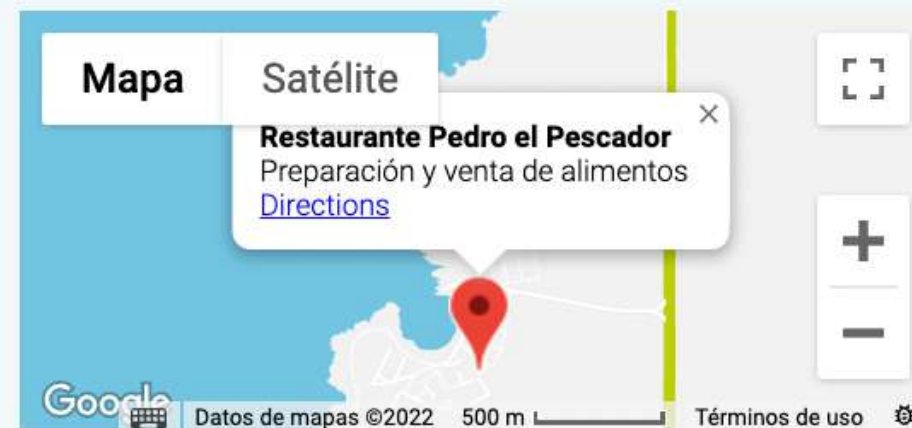 Mapa
Satélite
Restaurante Pedro el Pescador
Preparación y venta de alimentos
Directions
Google
Datos de mapas ©2022
500 m
Términos de uso